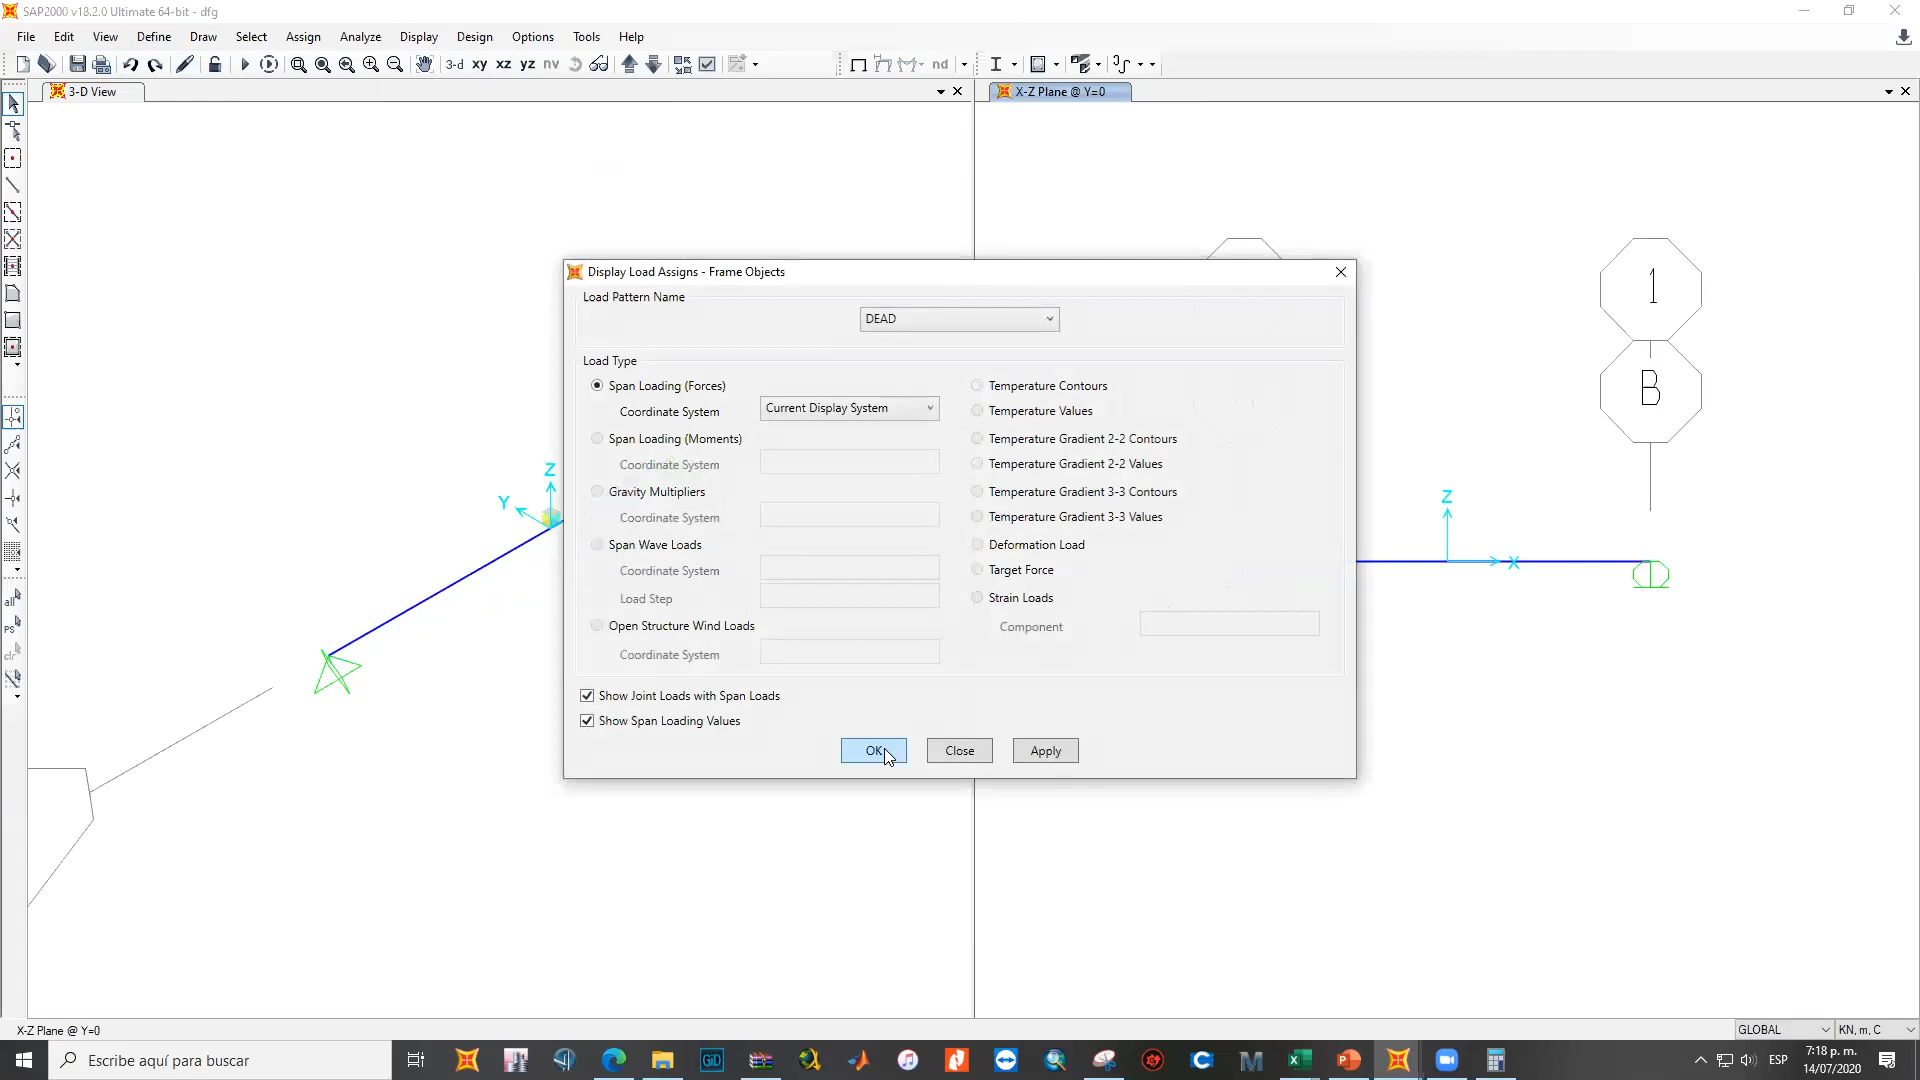 SAP2000 v18.2.0 Ultimate 64-bit - dfg
File Edit View Define Draw Select Assign Analyze Display Design Options Tools Help
3-d xy xz yz nv nd
3-D View
X-Z Plane @ Y=0
all
PS
clr
Display Load Assigns - Frame Objects
Load Pattern Name
DEAD
Load Type
Span Loading (Forces)
Coordinate System
Current Display System
Span Loading (Moments)
Coordinate System
Gravity Multipliers
Coordinate System
Span Wave Loads
Coordinate System
Load Step
Open Structure Wind Loads
Coordinate System
Temperature Contours
Temperature Values
Temperature Gradient 2-2 Contours
Temperature Gradient 2-2 Values
Temperature Gradient 3-3 Contours
Temperature Gradient 3-3 Values
Deformation Load
Target Force
Strain Loads
Component
Show Joint Loads with Span Loads
Show Span Loading Values
OK Close Apply
Z
Y
1
B
Z
X
X-Z Plane @ Y=0
GLOBAL
KN, m, C
Escribe aquí para buscar
GiD
ESP
7:18 p. m.
14/07/2020